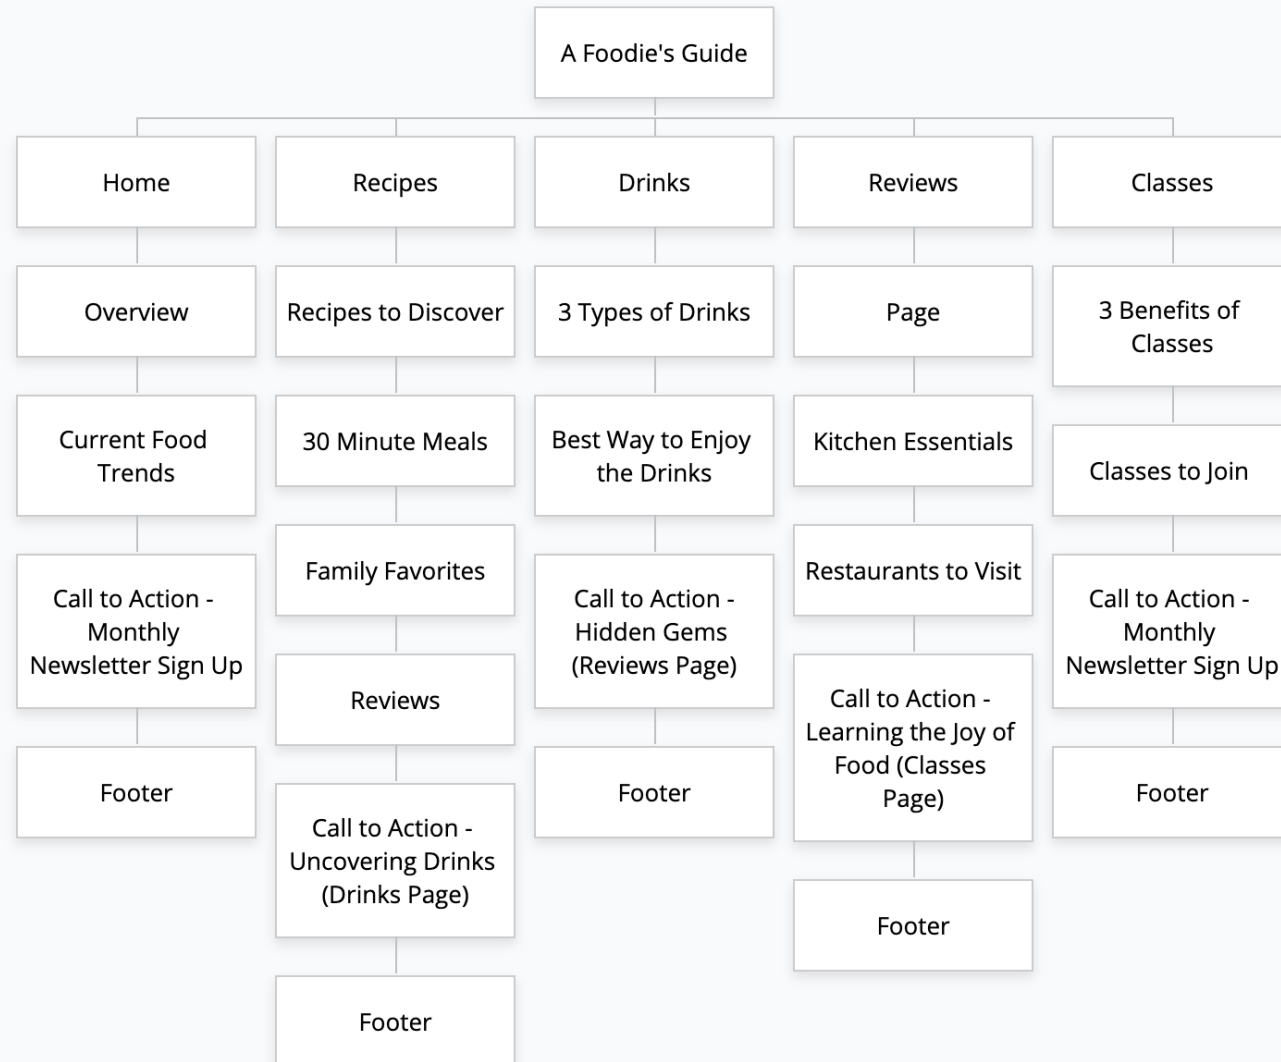 A Foodie's Guide
Home
Recipes
Drinks
Reviews
Classes
Overview
Current Food
Trends
Call to Action -
Monthly
Newsletter Sign Up
Footer
Recipes to Discover
30 Minute Meals
Family Favorites
Reviews
Call to Action -
Uncovering Drinks
(Drinks Page)
Footer
3 Types of Drinks
Best Way to Enjoy
the Drinks
Call to Action -
Hidden Gems
(Reviews Page)
Footer
Page
Kitchen Essentials
Restaurants to Visit
Call to Action -
Learning the Joy of
Food (Classes
Page)
Footer
3 Benefits of
Classes
Classes to Join
Call to Action -
Monthly
Newsletter Sign Up
Footer